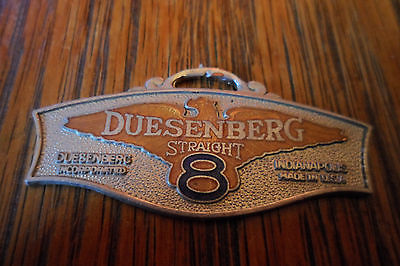 DUESENBERG
STRAIGHT
8
DUESENBERG
INCORPORATED
INDIANAPOLIS
MADE IN U.S.A.